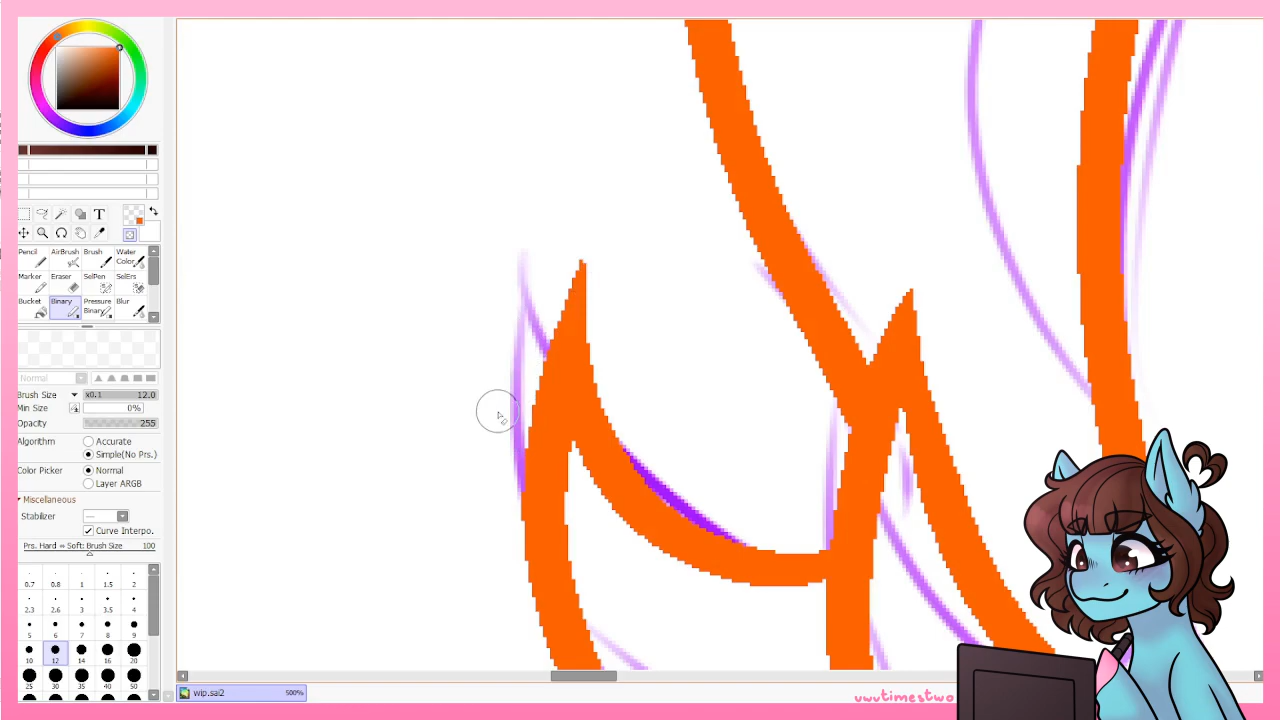 T
Pencil AirBrush Brush Water Color
Marker Eraser SelPen SelErs
Bucket Binary Pressure Binary Blur
Normal
Brush Size x0.1 12.0
Min Size 0%
Opacity 255
Algorithm Accurate
Simple(No Prs.)
Color Picker Normal
Layer ARGB
Miscellaneous
Stabilizer
Curve Interpo.
Prs. Hard ⇔ Soft: Brush Size 100
0.7 0.8 1 1.5 2
2.3 2.6 3 3.5 4
5 6 7 8 9
10 12 14 16 20
25 30 35 40 50
wip.sai2 500%
uwutimestwo